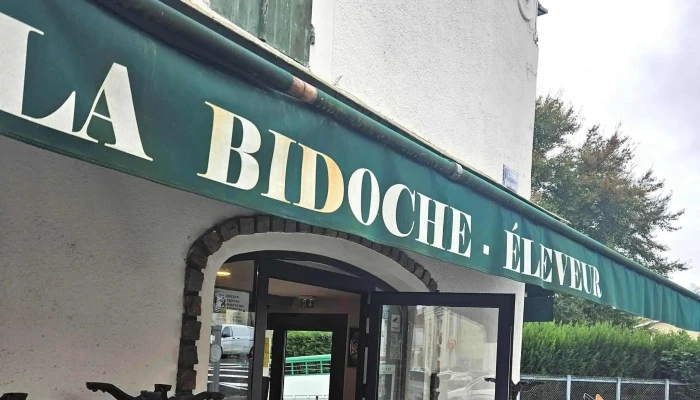 LA BIDOCHE - ÉLEVEUR